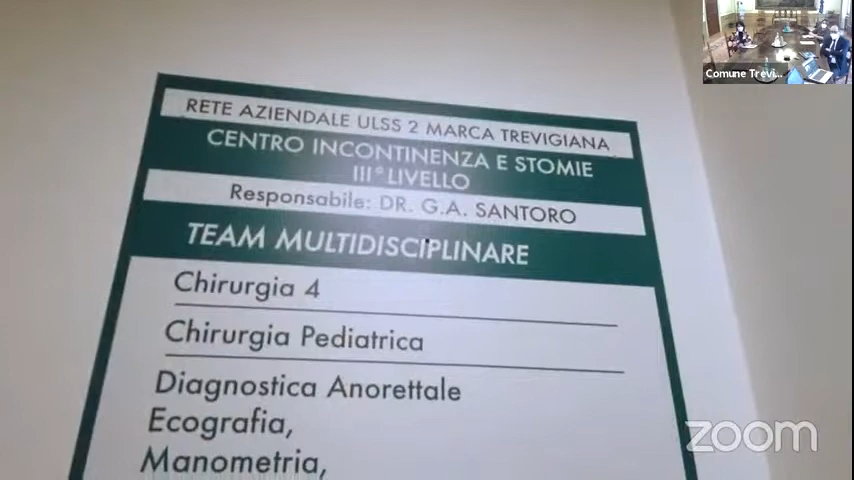 RETE AZIENDALE ULSS 2 MARCA TREVIGIANA
CENTRO INCONTINENZA E STOMIE
III° LIVELLO
Responsabile: DR. G.A. SANTORO
TEAM MULTIDISCIPLINARE
Chirurgia 4
Chirurgia Pediatrica
Diagnostica Anorettale
Ecografia,
Manometria,
Comune Trevi...
zoom